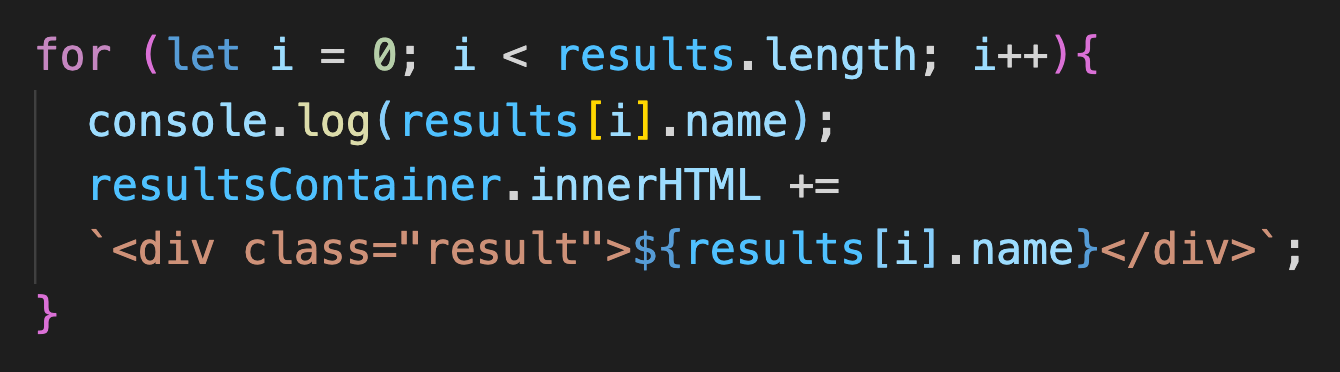 for (let i = 0; i < results.length; i++){
console.log(results[i].name);
resultsContainer.innerHTML +=
`<div class="result">${results[i].name}</div>`;
}